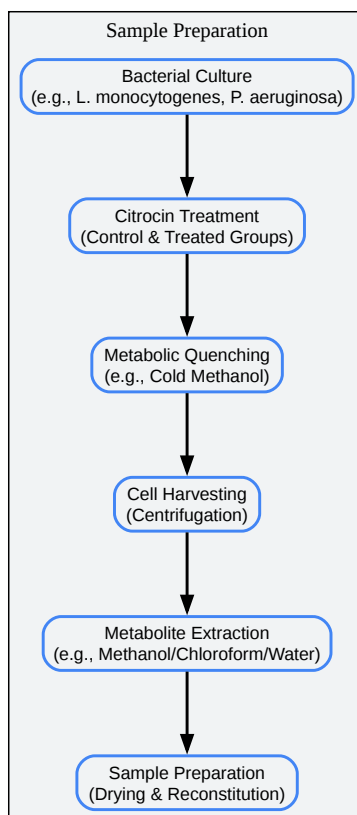 Sample Preparation
Bacterial Culture
(e.g., L. monocytogenes, P. aeruginosa)
Citrocin Treatment
(Control & Treated Groups)
Metabolic Quenching
(e.g., Cold Methanol)
Cell Harvesting
(Centrifugation)
Metabolite Extraction
(e.g., Methanol/Chloroform/Water)
Sample Preparation
(Drying & Reconstitution)